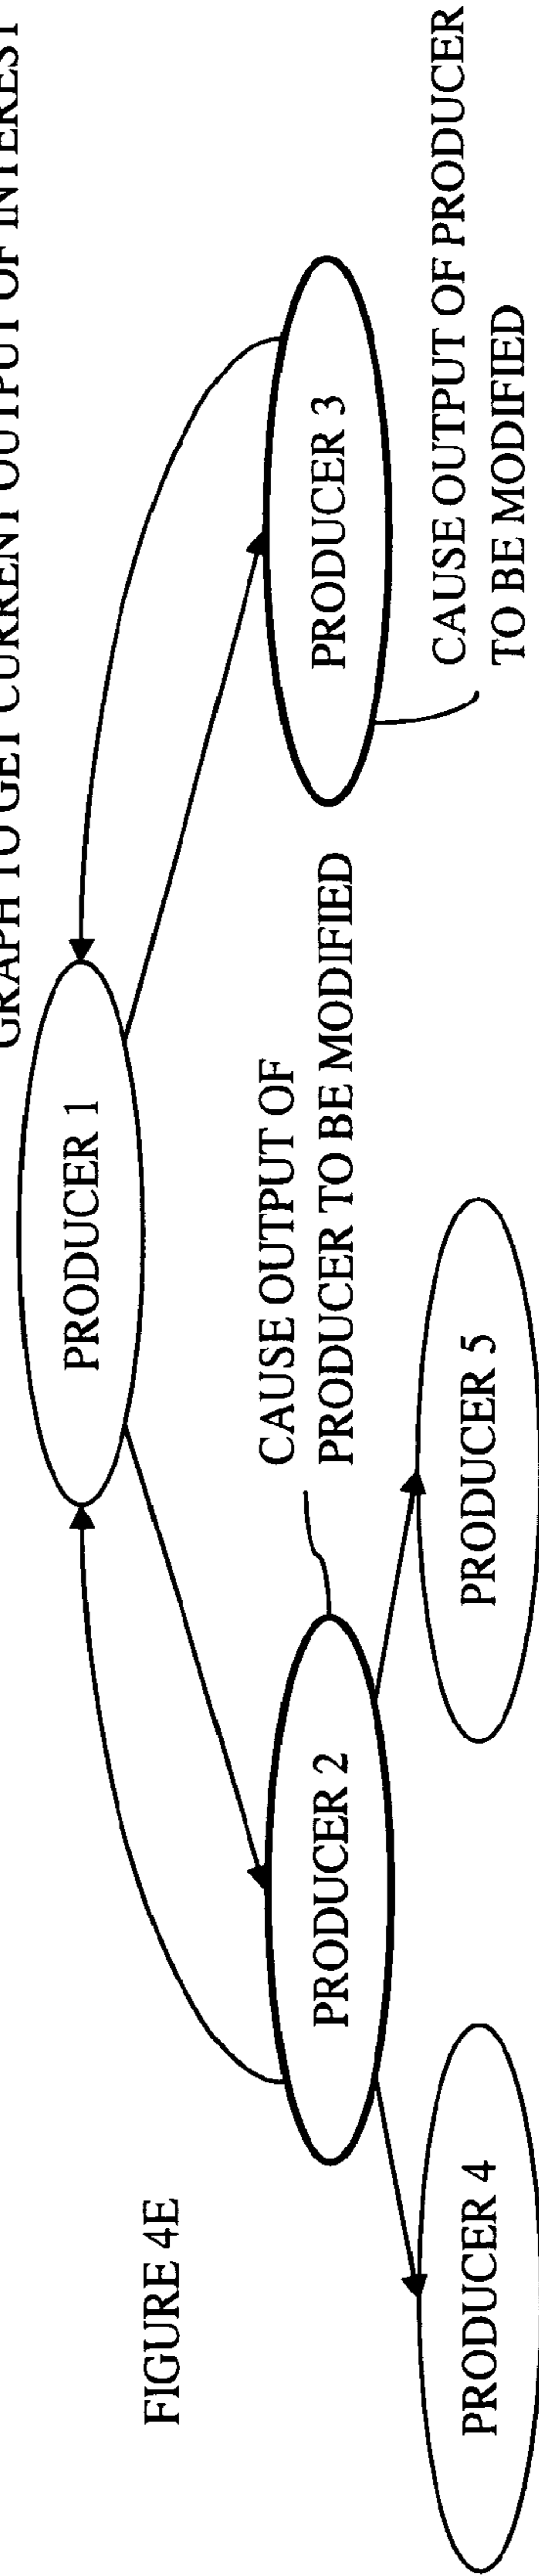 GRAPH TO GET CURRENT OUTPUT OF INTEREST
PRODUCER 1
FIGURE 4E
CAUSE OUTPUT OF
PRODUCER TO BE MODIFIED
PRODUCER 2
PRODUCER 3
CAUSE OUTPUT OF PRODUCER
TO BE MODIFIED
PRODUCER 4
PRODUCER 5